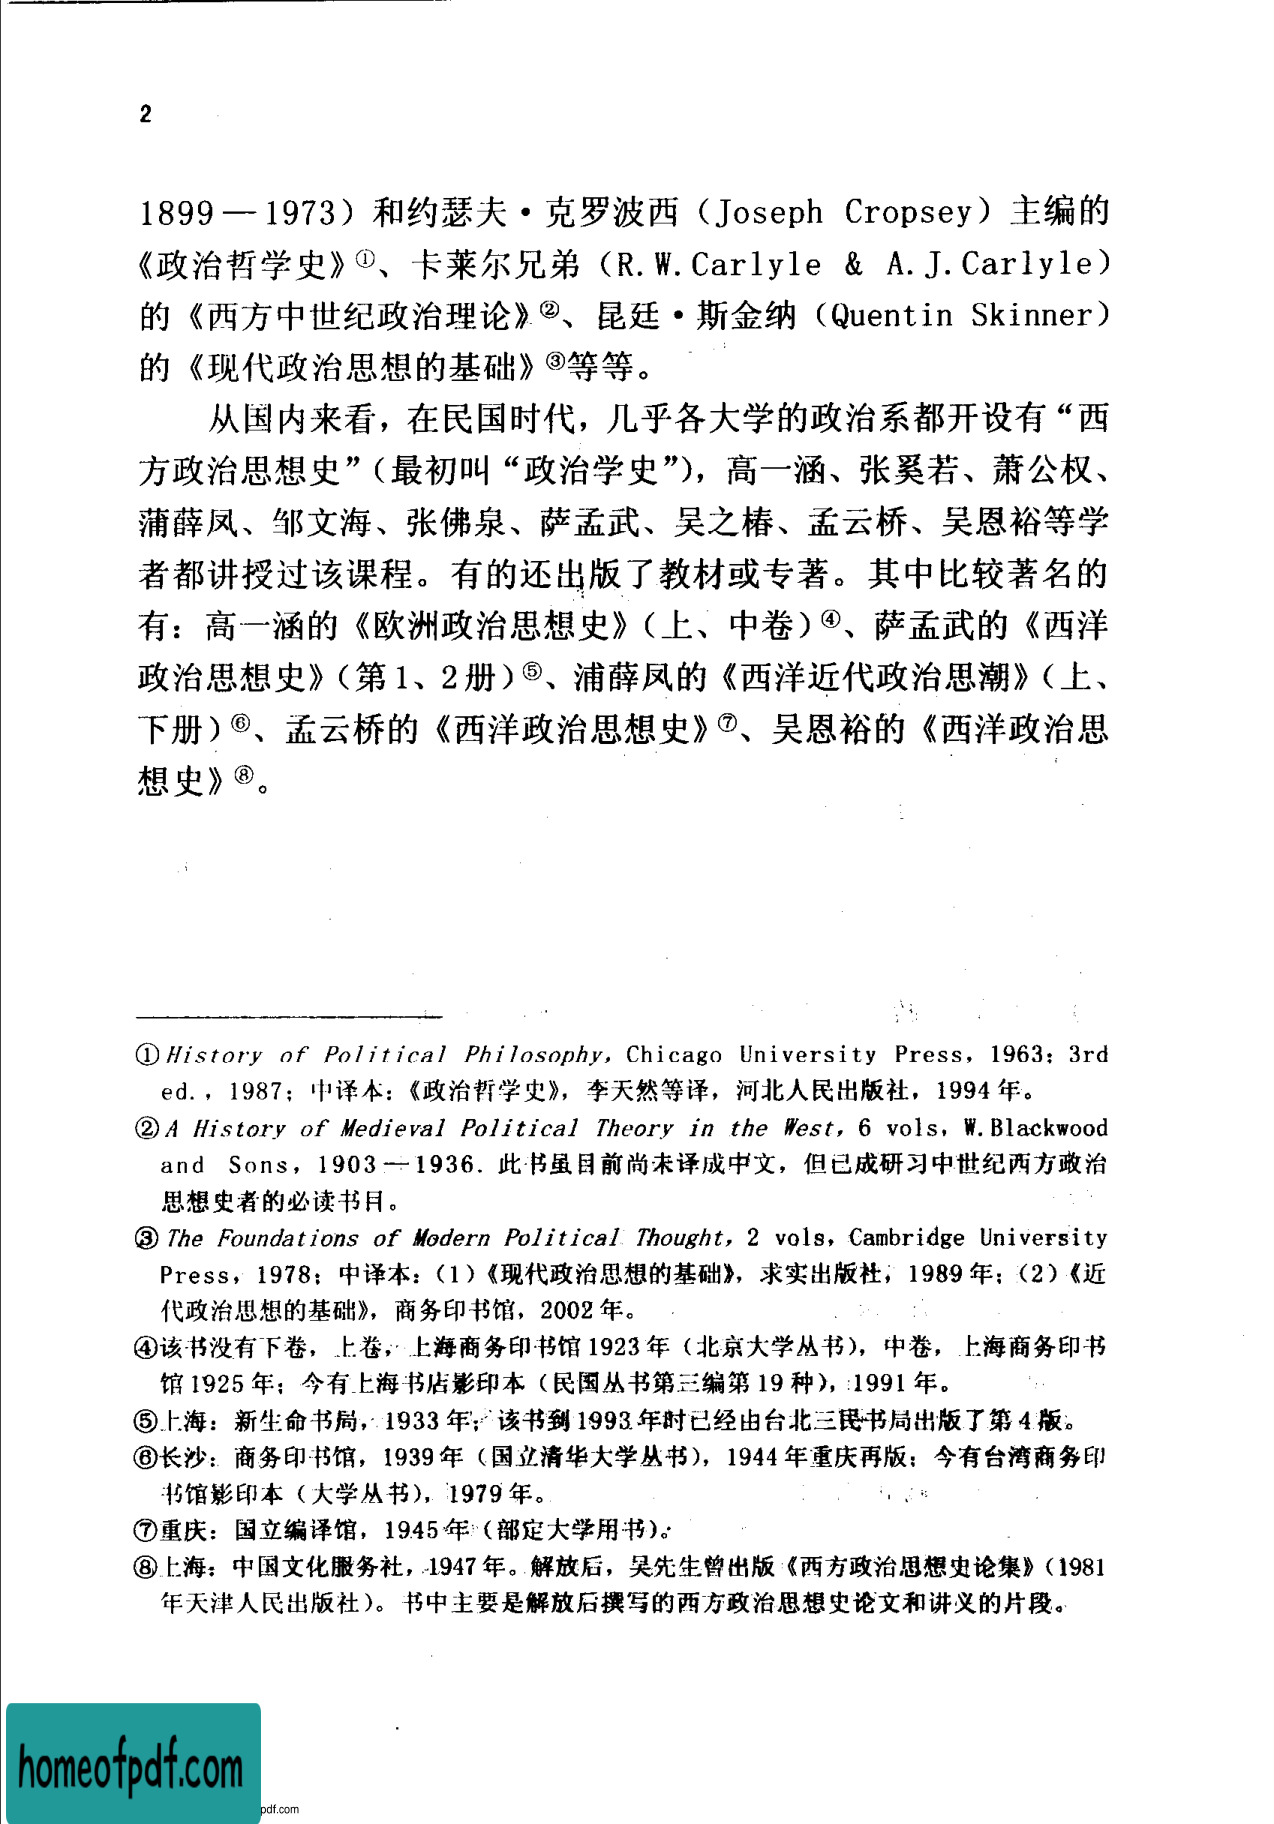 2
1899—1973）和约瑟夫·克罗波西（Joseph Cropsey）主编的
《政治哲学史》①、卡莱尔兄弟（R.W.Carlyle & A.J.Carlyle）
的《西方中世纪政治理论》②、昆廷·斯金纳（Quentin Skinner）
的《现代政治思想的基础》③等等。
从国内来看，在民国时代，几乎各大学的政治系都开设有“西
方政治思想史”（最初叫“政治学史”），高一涵、张奚若、萧公权、
蒲薛凤、邹文海、张佛泉、萨孟武、吴之椿、孟云桥、吴恩裕等学
者都讲授过该课程。有的还出版了教材或专著。其中比较著名的
有：高一涵的《欧洲政治思想史》（上、中卷）④、萨孟武的《西洋
政治思想史》（第1、2册）⑤、浦薛凤的《西洋近代政治思潮》（上、
下册）⑥、孟云桥的《西洋政治思想史》⑦、吴恩裕的《西洋政治思
想史》⑧。
①History of Political Philosophy, Chicago University Press, 1963; 3rd
ed., 1987; 中译本：《政治哲学史》，李天然等译，河北人民出版社，1994年。
②A History of Medieval Political Theory in the West, 6 vols, W.Blackwood
and Sons, 1903—1936. 此书虽目前尚未译成中文，但已成研习中世纪西方政治
思想史者的必读书目。
③The Foundations of Modern Political Thought, 2 vols, Cambridge University
Press, 1978; 中译本：(1)《现代政治思想的基础》，求实出版社，1989年；(2)《近
代政治思想的基础》，商务印书馆，2002年。
④该书没有下卷，上卷，上海商务印书馆1923年（北京大学丛书），中卷，上海商务印书
馆1925年；今有上海书店影印本（民国丛书第三编第19种），1991年。
⑤上海：新生命书局，1933年；该书到1993年时已经由台北三民书局出版了第4版。
⑥长沙：商务印书馆，1939年（国立清华大学丛书），1944年重庆再版；今有台湾商务印
书馆影印本（大学丛书），1979年。
⑦重庆：国立编译馆，1945年（部定大学用书）。
⑧上海：中国文化服务社，1947年。解放后，吴先生曾出版《西方政治思想史论集》（1981
年天津人民出版社）。书中主要是解放后撰写的西方政治思想史论文和讲义的片段。
homeofpdf.com
pdf.com